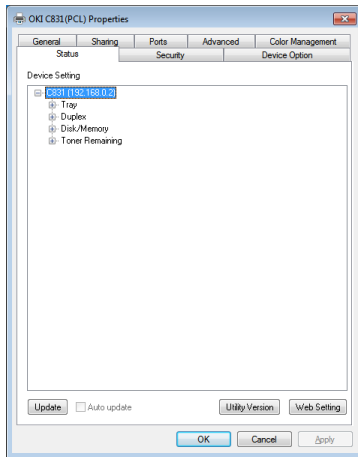 OKI C831(PCL) Properties
General Sharing Ports Advanced Color Management
Status Security Device Option
Device Setting
C831 (192.168.0.2)
Tray
Duplex
Disk/Memory
Toner Remaining
Update Auto update Utility Version Web Setting
OK Cancel Apply